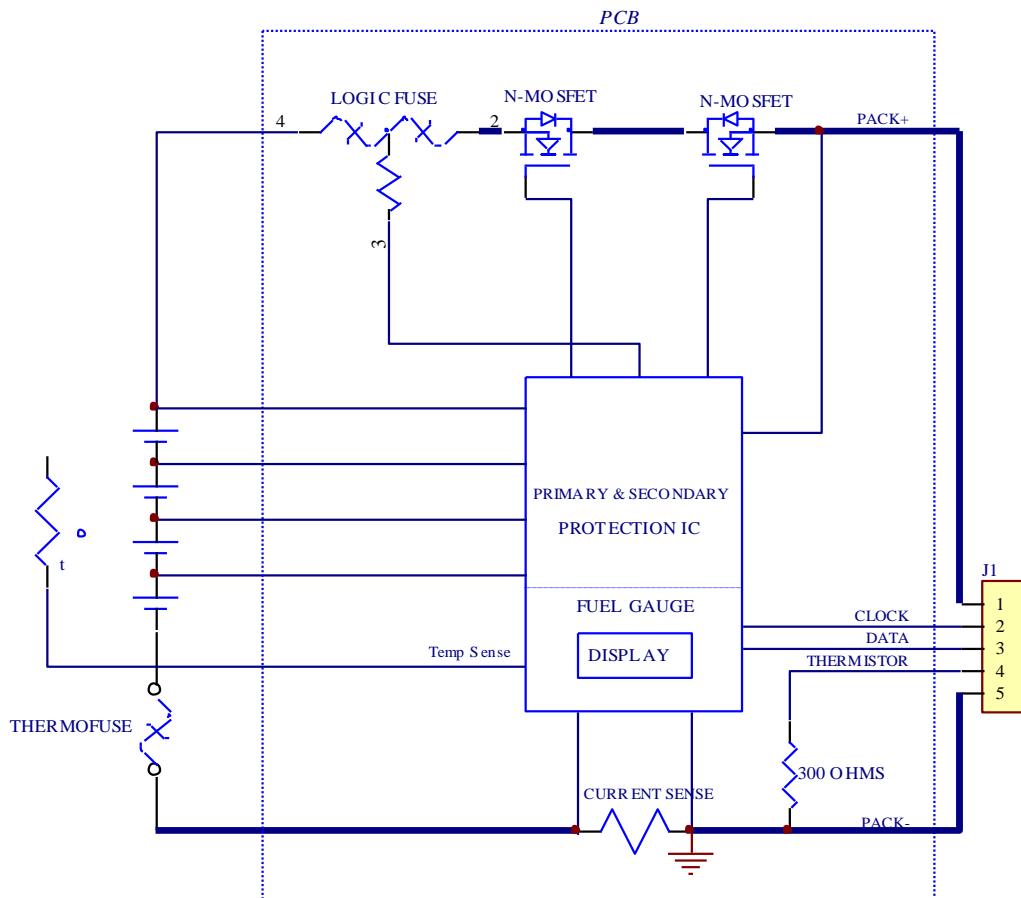 PCB
LOGIC FUSE
N-MOSFET
N-MOSFET
4
2
PACK+
3
PRIMARY & SECONDARY
PROTECTION IC
t
J1
FUEL GAUGE
1
CLOCK
2
DATA
3
Temp Sense
DISPLAY
THERMISTOR
4
5
THERMOFUSE
300 OHMS
CURRENT SENSE
PACK-